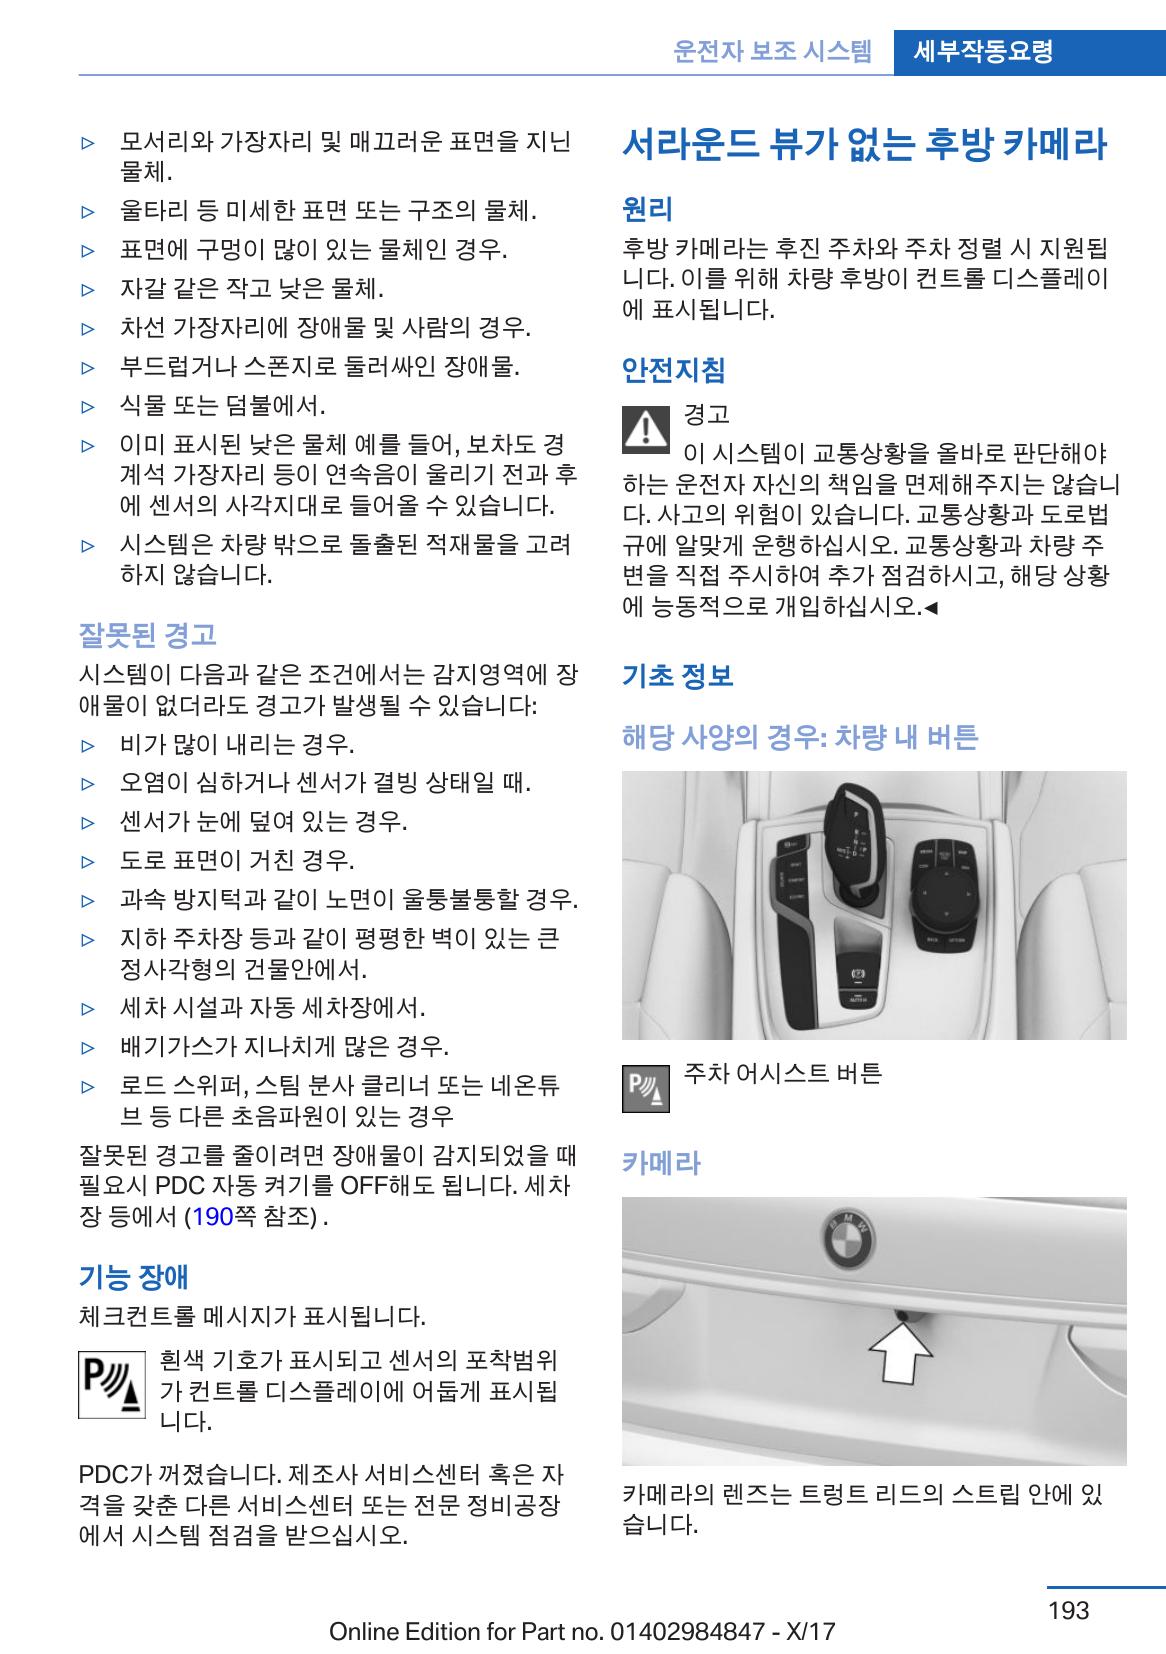 운전자 보조 시스템 세부작동요령
▷ 모서리와 가장자리 및 매끄러운 표면을 지닌
물체.
▷ 울타리 등 미세한 표면 또는 구조의 물체.
▷ 표면에 구멍이 많이 있는 물체인 경우.
▷ 자갈 같은 작고 낮은 물체.
▷ 차선 가장자리에 장애물 및 사람의 경우.
▷ 부드럽거나 스폰지로 둘러싸인 장애물.
▷ 식물 또는 덤불에서.
▷ 이미 표시된 낮은 물체 예를 들어, 보차도 경
계석 가장자리 등이 연속음이 울리기 전과 후
에 센서의 사각지대로 들어올 수 있습니다.
▷ 시스템은 차량 밖으로 돌출된 적재물을 고려
하지 않습니다.
잘못된 경고
시스템이 다음과 같은 조건에서는 감지영역에 장
애물이 없더라도 경고가 발생될 수 있습니다:
▷ 비가 많이 내리는 경우.
▷ 오염이 심하거나 센서가 결빙 상태일 때.
▷ 센서가 눈에 덮여 있는 경우.
▷ 도로 표면이 거친 경우.
▷ 과속 방지턱과 같이 노면이 울퉁불퉁할 경우.
▷ 지하 주차장 등과 같이 평평한 벽이 있는 큰
정사각형의 건물안에서.
▷ 세차 시설과 자동 세차장에서.
▷ 배기가스가 지나치게 많은 경우.
▷ 로드 스위퍼, 스팀 분사 클리너 또는 네온튜
브 등 다른 초음파원이 있는 경우
잘못된 경고를 줄이려면 장애물이 감지되었을 때
필요시 PDC 자동 켜기를 OFF해도 됩니다. 세차
장 등에서 (190쪽 참조) .
기능 장애
체크컨트롤 메시지가 표시됩니다.
P
흰색 기호가 표시되고 센서의 포착범위
가 컨트롤 디스플레이에 어둡게 표시됩
니다.
PDC가 꺼졌습니다. 제조사 서비스센터 혹은 자
격을 갖춘 다른 서비스센터 또는 전문 정비공장
에서 시스템 점검을 받으십시오.
서라운드 뷰가 없는 후방 카메라
원리
후방 카메라는 후진 주차와 주차 정렬 시 지원됩
니다. 이를 위해 차량 후방이 컨트롤 디스플레이
에 표시됩니다.
안전지침
경고
이 시스템이 교통상황을 올바로 판단해야
하는 운전자 자신의 책임을 면제해주지는 않습니
다. 사고의 위험이 있습니다. 교통상황과 도로법
규에 알맞게 운행하십시오. 교통상황과 차량 주
변을 직접 주시하여 추가 점검하시고, 해당 상황
에 능동적으로 개입하십시오.◄
기초 정보
해당 사양의 경우: 차량 내 버튼
P
R
N
D
BACK OPTION
AUTO H
P 주차 어시스트 버튼
카메라
BMW
카메라의 렌즈는 트렁트 리드의 스트립 안에 있
습니다.
193
Online Edition for Part no. 01402984847 - X/17